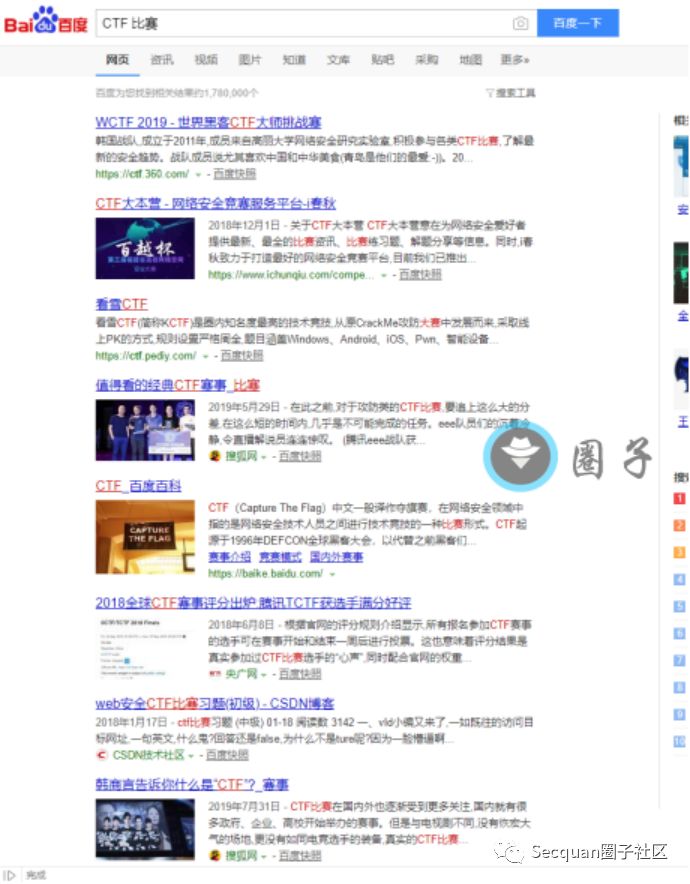 Bai du 百度
CTF 比赛
百度一下
网页 资讯 视频 图片 知道 文库 贴吧 采购 地图 更多»
百度为您找到相关结果约1,780,000个
搜索工具
WCTF 2019 - 世界黑客CTF大师挑战赛
韩国战队,成立于2011年,成员来自高丽大学网络安全研究实验室,积极参与各类CTF比赛,了解最
新的安全趋势。战队成员说尤其喜欢中国和中华美食(青岛是他们的最爱:-))。20...
https://ctf.360.com/ - 百度快照
CTF大本营 - 网络安全竞赛服务平台-i春秋
百越杯
2018年12月1日 - 关于CTF大本营 CTF大本营意在为网络安全爱好者
提供最新、最全的比赛资讯、比赛练习题、解题分享等信息。同时,i春
秋致力于打造最好的网络安全竞赛平台,目前我们已推出...
https://www.ichunqiu.com/compe... - 百度快照
看雪CTF
看雪CTF(简称KCTF)是圈内知名度最高的技术竞技,从原CrackMe攻防大赛中发展而来,采取线
上PK的方式,规则设置严格周全,题目涵盖Windows、Android、iOS、Pwn、智能设备...
https://ctf.pediy.com/ - 百度快照
值得看的经典CTF赛事_比赛
2019年5月29日 - 在此之前,对于攻防类的CTF比赛,要追上这么大的分
差,在这么短的时间内,几乎是不可能完成的任务。eee队员们的沉着冷
静,令直播解说员连连惊叹。(腾讯eee战队获...
搜狐网 - 百度快照
圈子
CTF_百度百科
CAPTURE
THE FLAG
CTF（Capture The Flag）中文一般译作夺旗赛，在网络安全领域中
指的是网络安全技术人员之间进行技术竞技的一种比赛形式。CTF起
源于1996年DEFCON全球黑客大会，以代替之前黑客们...
赛事介绍 竞赛模式 国内外赛事
https://baike.baidu.com/
2018全球CTF赛事评分出炉 腾讯TCTF获选手满分好评
2018年6月8日 - 根据官网的评分规则介绍显示,所有报名参加CTF赛事
的选手可在赛事开始和结束一周后进行投票。这也意味着评分结果是
真实参加过CTF比赛选手的“心声”,同时配合官网的权重...
央广网 - 百度快照
web安全CTF比赛习题(初级) - CSDN博客
2018年1月17日 - ctf比赛习题 (中级) 01-18 阅读数 3142 一、vld小编又来了,一如既往的访问目
标网址,一句英文,什么鬼?回答还是false,为什么不是ture呢?因为一脸懵逼啊...
CSDN技术社区 - 百度快照
韩商言告诉你什么是“CTF”?_赛事
2019年7月31日 - CTF比赛在国内外也逐渐受到更多关注,国内就有很
多政府、企业、高校开始举办的赛事。但是与电视剧不同,没有恢宏大
气的场地,更没有如同电竞选手的装备,真实的CTF比赛...
搜狐网 - 百度快照
1
2
3
4
5
6
7
8
9
10
Secquan圈子社区
完成